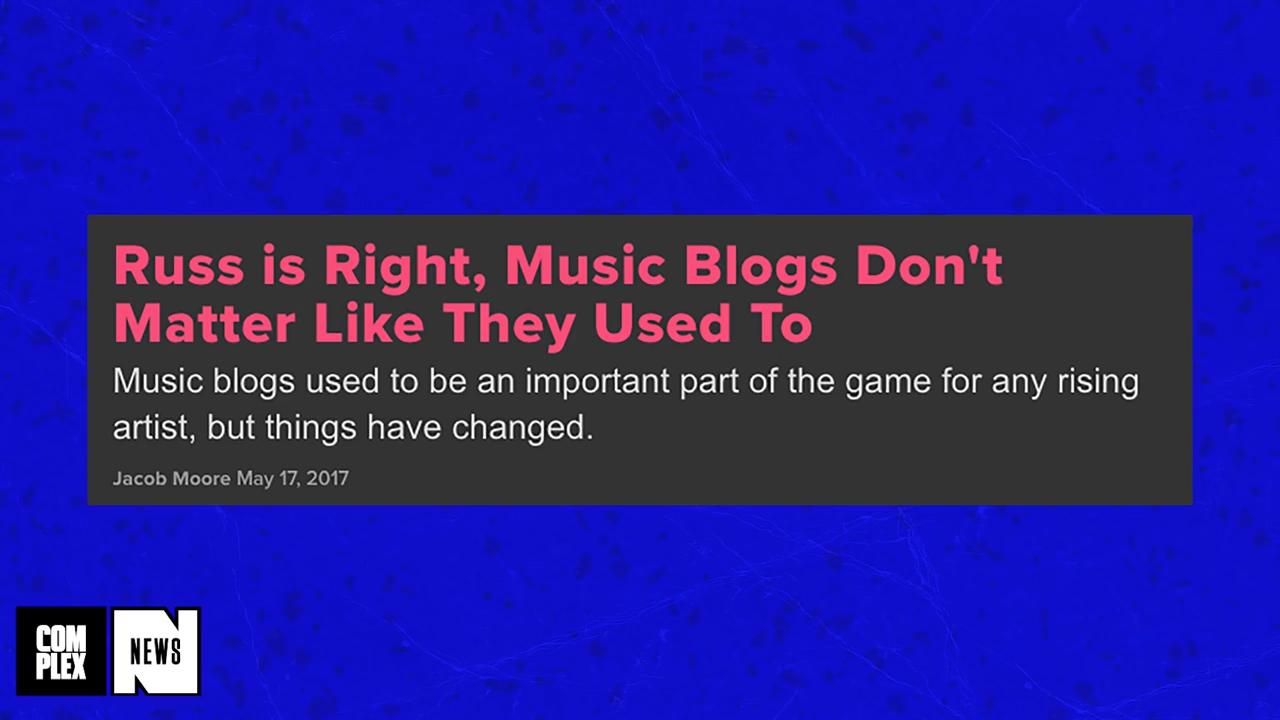 Russ is Right, Music Blogs Don't
Matter Like They Used To
Music blogs used to be an important part of the game for any rising
artist, but things have changed.
Jacob Moore May 17, 2017
COM
PLEX
NEWS